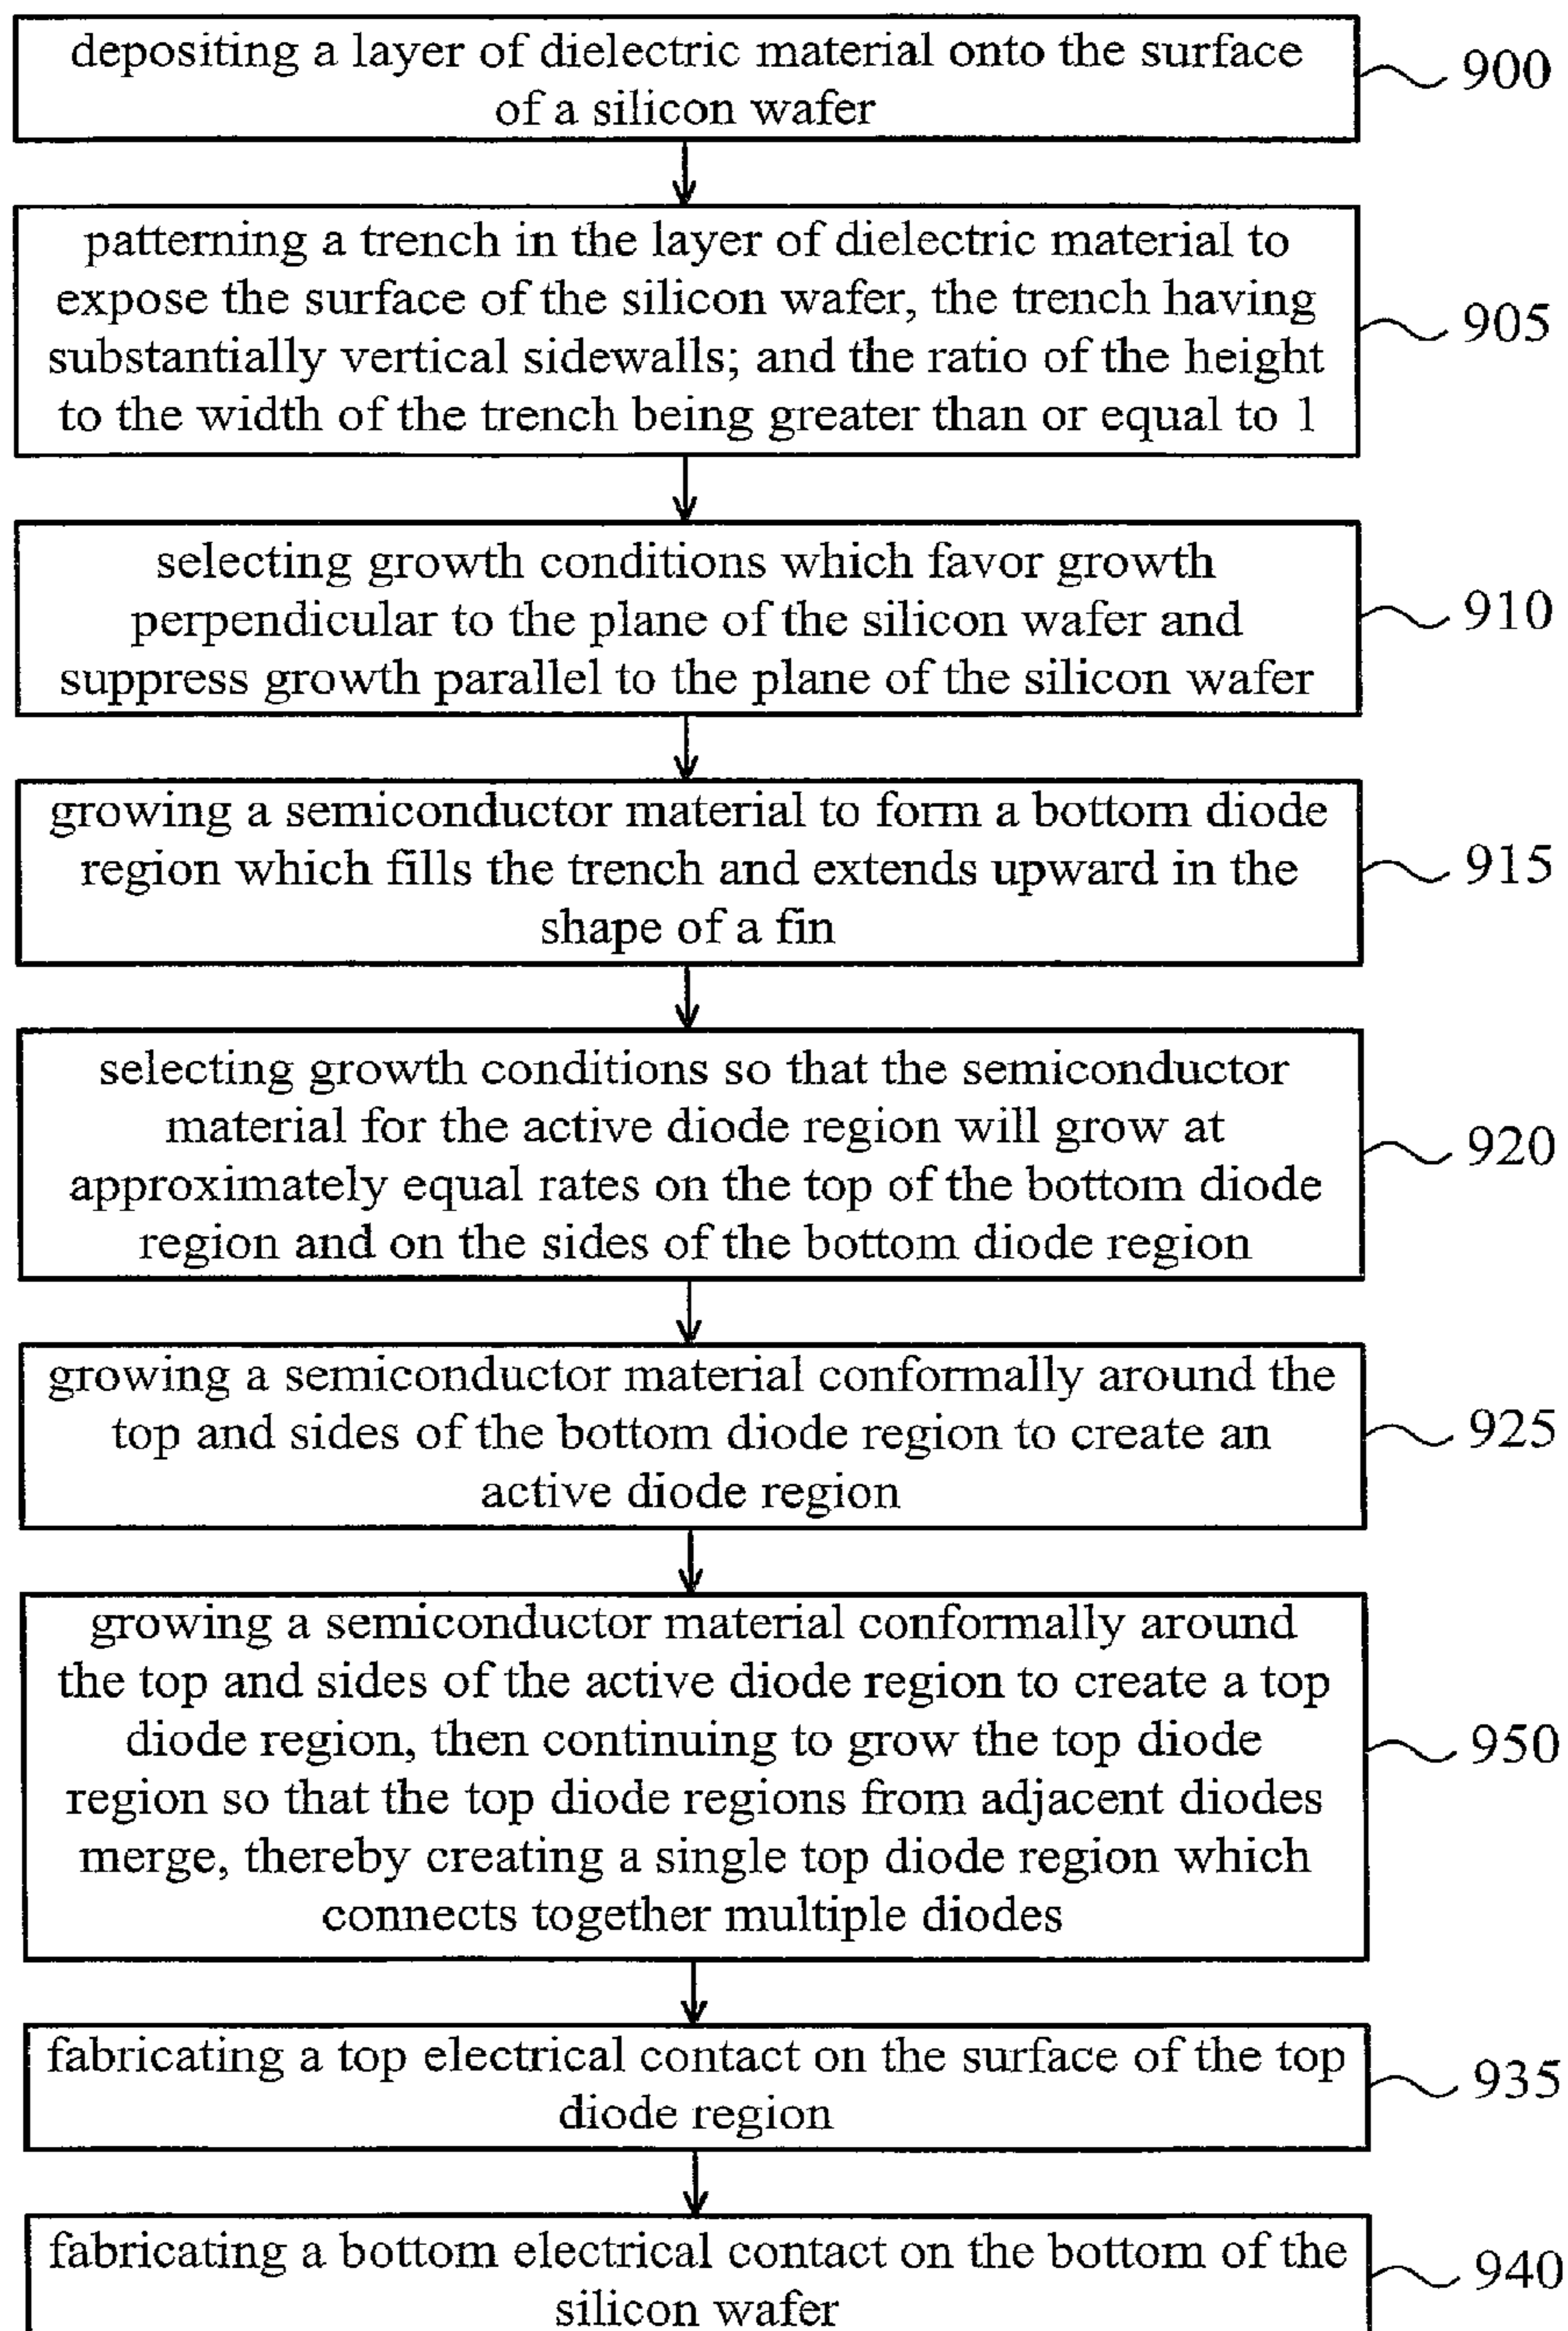 depositing a layer of dielectric material onto the surface
of a silicon wafer
900
patterning a trench in the layer of dielectric material to
expose the surface of the silicon wafer, the trench having
substantially vertical sidewalls; and the ratio of the height
to the width of the trench being greater than or equal to 1
905
selecting growth conditions which favor growth
perpendicular to the plane of the silicon wafer and
suppress growth parallel to the plane of the silicon wafer
910
growing a semiconductor material to form a bottom diode
region which fills the trench and extends upward in the
shape of a fin
915
selecting growth conditions so that the semiconductor
material for the active diode region will grow at
approximately equal rates on the top of the bottom diode
region and on the sides of the bottom diode region
920
growing a semiconductor material conformally around the
top and sides of the bottom diode region to create an
active diode region
925
growing a semiconductor material conformally around
the top and sides of the active diode region to create a top
diode region, then continuing to grow the top diode
region so that the top diode regions from adjacent diodes
merge, thereby creating a single top diode region which
connects together multiple diodes
950
fabricating a top electrical contact on the surface of the top
diode region
935
fabricating a bottom electrical contact on the bottom of the
silicon wafer
940